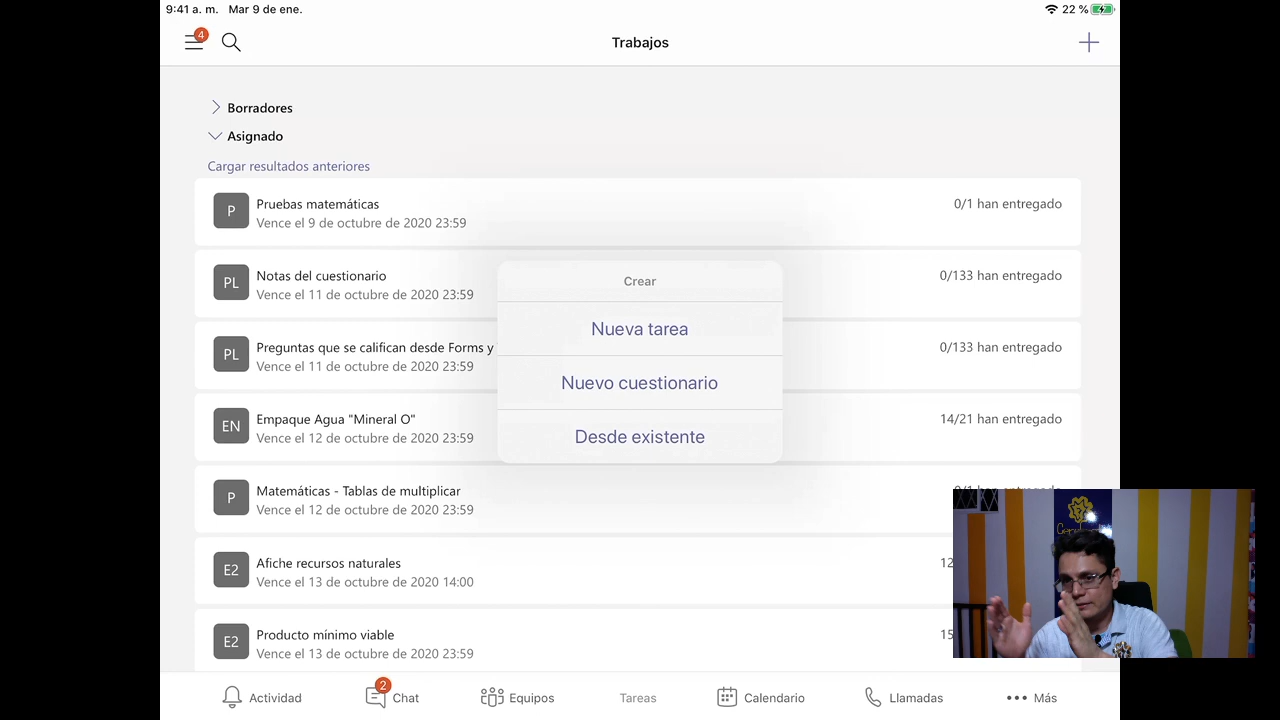 9:41 a. m. Mar 9 de ene.
22 %
4
Trabajos
Borradores
Asignado
Cargar resultados anteriores
P
Pruebas matemáticas
0/1 han entregado
Vence el 9 de octubre de 2020 23:59
PL
Notas del cuestionario
0/133 han entregado
Vence el 11 de octubre de 2020 23:59
PL
Preguntas que se califican desde Forms y
0/133 han entregado
Vence el 11 de octubre de 2020 23:59
EN
Empaque Agua "Mineral O"
14/21 han entregado
Vence el 12 de octubre de 2020 23:59
P
Matemáticas - Tablas de multiplicar
0/1 han entregado
Vence el 12 de octubre de 2020 23:59
E2
Afiche recursos naturales
12
Vence el 13 de octubre de 2020 14:00
E2
Producto mínimo viable
15
Vence el 13 de octubre de 2020 23:59
Crear
Nueva tarea
Nuevo cuestionario
Desde existente
Actividad
2
Chat
Equipos
Tareas
Calendario
Llamadas
Más